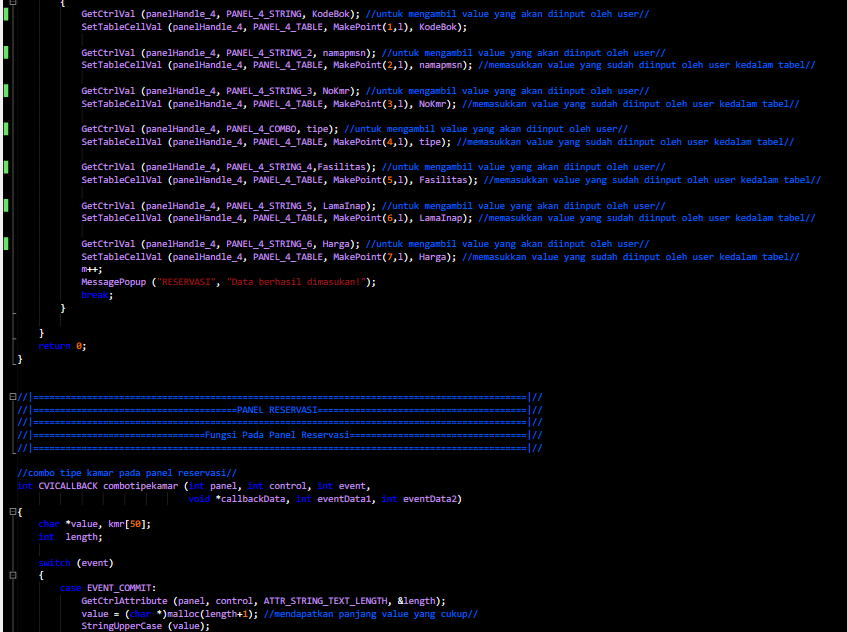 {
GetCtrlVal (panelHandle_4, PANEL_4_STRING, KodeBok); //untuk mengambil value yang akan diinput oleh user//
SetTableCellVal (panelHandle_4, PANEL_4_TABLE, MakePoint(1,l), KodeBok);
GetCtrlVal (panelHandle_4, PANEL_4_STRING_2, namapmsn); //untuk mengambil value yang akan diinput oleh user//
SetTableCellVal (panelHandle_4, PANEL_4_TABLE, MakePoint(2,l), namapmsn); //memasukkan value yang sudah diinput oleh user kedalam tabel//
GetCtrlVal (panelHandle_4, PANEL_4_STRING_3, NoKmr); //untuk mengambil value yang akan diinput oleh user//
SetTableCellVal (panelHandle_4, PANEL_4_TABLE, MakePoint(3,l), NoKmr); //memasukkan value yang sudah diinput oleh user kedalam tabel//
GetCtrlVal (panelHandle_4, PANEL_4_COMBO, tipe); //untuk mengambil value yang akan diinput oleh user//
SetTableCellVal (panelHandle_4, PANEL_4_TABLE, MakePoint(4,l), tipe); //memasukkan value yang sudah diinput oleh user kedalam tabel//
GetCtrlVal (panelHandle_4, PANEL_4_STRING_4,Fasilitas); //untuk mengambil value yang akan diinput oleh user//
SetTableCellVal (panelHandle_4, PANEL_4_TABLE, MakePoint(5,l), Fasilitas); //memasukkan value yang sudah diinput oleh user kedalam tabel//
GetCtrlVal (panelHandle_4, PANEL_4_STRING_5, LamaInap); //untuk mengambil value yang akan diinput oleh user//
SetTableCellVal (panelHandle_4, PANEL_4_TABLE, MakePoint(6,l), LamaInap); //memasukkan value yang sudah diinput oleh user kedalam tabel//
GetCtrlVal (panelHandle_4, PANEL_4_STRING_6, Harga); //untuk mengambil value yang akan diinput oleh user//
SetTableCellVal (panelHandle_4, PANEL_4_TABLE, MakePoint(7,l), Harga); //memasukkan value yang sudah diinput oleh user kedalam tabel//
m++;
MessagePopup ("RESERVASI", "Data berhasil dimasukan!");
break;
}
}
return 0;
}
//|============================================================================================|//
//|======================================PANEL RESERVASI=======================================|//
//|============================================================================================|//
//|================================Fungsi Pada Panel Reservasi=================================|//
//|============================================================================================|//
//combo tipe kamar pada panel reservasi//
int CVICALLBACK combotipekamar (int panel, int control, int event,
void *callbackData, int eventData1, int eventData2)
{
char *value, kmr[50];
int length;
switch (event)
{
case EVENT_COMMIT:
GetCtrlAttribute (panel, control, ATTR_STRING_TEXT_LENGTH, &length);
value = (char *)malloc(length+1); //mendapatkan panjang value yang cukup//
StringUpperCase (value);